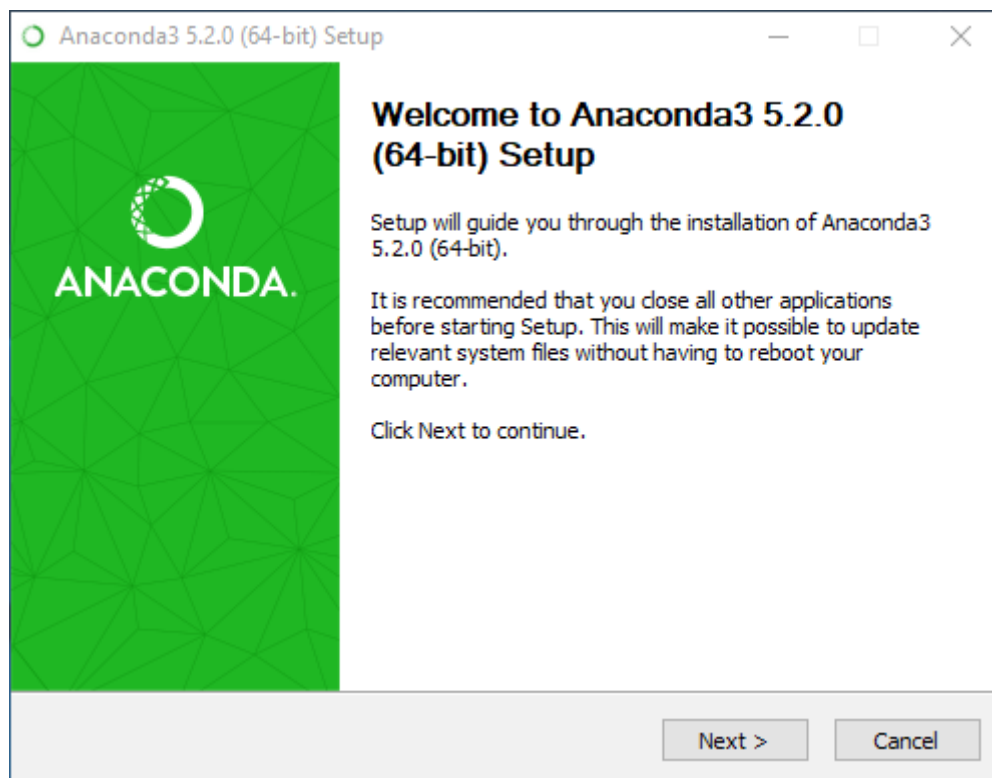 Anaconda3 5.2.0 (64-bit) Setup
ANACONDA.
Welcome to Anaconda3 5.2.0
(64-bit) Setup
Setup will guide you through the installation of Anaconda3
5.2.0 (64-bit).
It is recommended that you close all other applications
before starting Setup. This will make it possible to update
relevant system files without having to reboot your
computer.
Click Next to continue.
Next >
Cancel